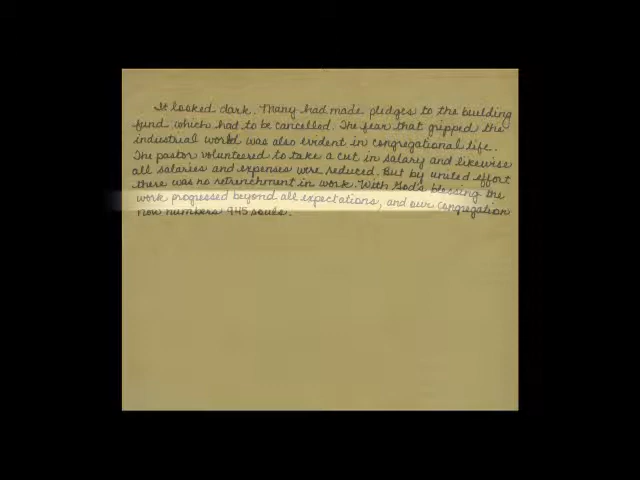 It looked dark. Many had made pledges to the building
fund which had to be cancelled. The fear that gripped the
industrial world was also evident in congregational life.
The pastor volunteered to take a cut in salary and likewise
all salaries and expenses were reduced. But by united effort
there was no retrenchment in work. With God's blessing the
work progressed beyond all expectations, and our congregation
now numbers 945 souls.